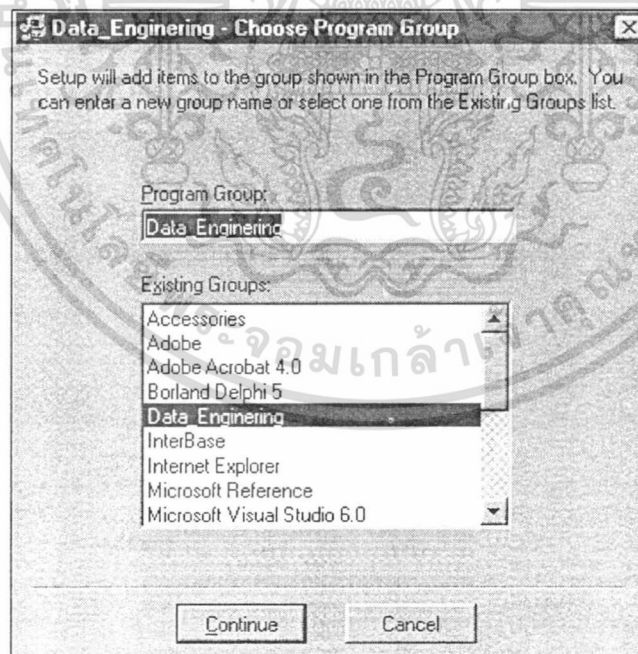 Data_Enginering - Choose Program Group
Setup will add items to the group shown in the Program Group box. You
can enter a new group name or select one from the Existing Groups list.
Program Group:
Data_Enginering
Existing Groups:
Accessories
Adobe
Adobe Acrobat 4.0
Borland Delphi 5
Data_Enginering
InterBase
Internet Explorer
Microsoft Reference
Microsoft Visual Studio 6.0
Continue
Cancel